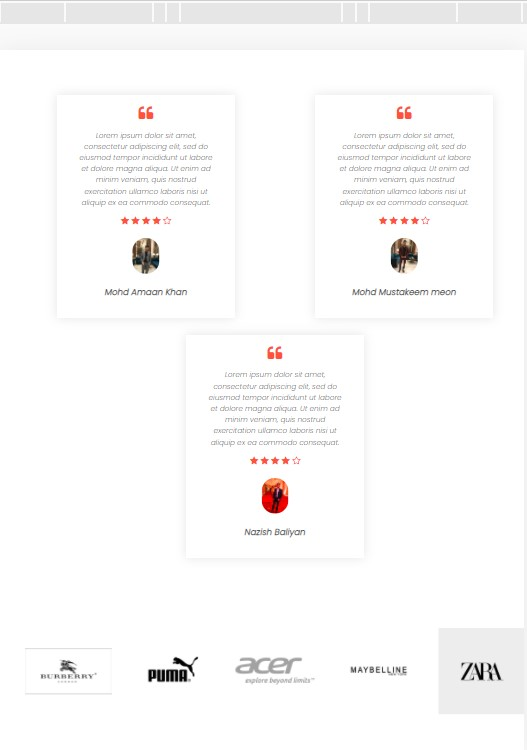 Lorem ipsum dolor sit amet,
consectetur adipiscing elit, sed do
eiusmod tempor incididunt ut labore
et dolore magna aliqua. Ut enim ad
minim veniam, quis nostrud
exercitation ullamco laboris nisi ut
aliquip ex ea commodo consequat.
Mohd Amaan Khan
Lorem ipsum dolor sit amet,
consectetur adipiscing elit, sed do
eiusmod tempor incididunt ut labore
et dolore magna aliqua. Ut enim ad
minim veniam, quis nostrud
exercitation ullamco laboris nisi ut
aliquip ex ea commodo consequat.
Mohd Mustakeem meon
Lorem ipsum dolor sit amet,
consectetur adipiscing elit, sed do
eiusmod tempor incididunt ut labore
et dolore magna aliqua. Ut enim ad
minim veniam, quis nostrud
exercitation ullamco laboris nisi ut
aliquip ex ea commodo consequat.
Nazish Baliyan
BURBERRY
LONDON
PUMA
acer
explore beyond limits™
MAYBELLINE
NEW YORK
ZARA